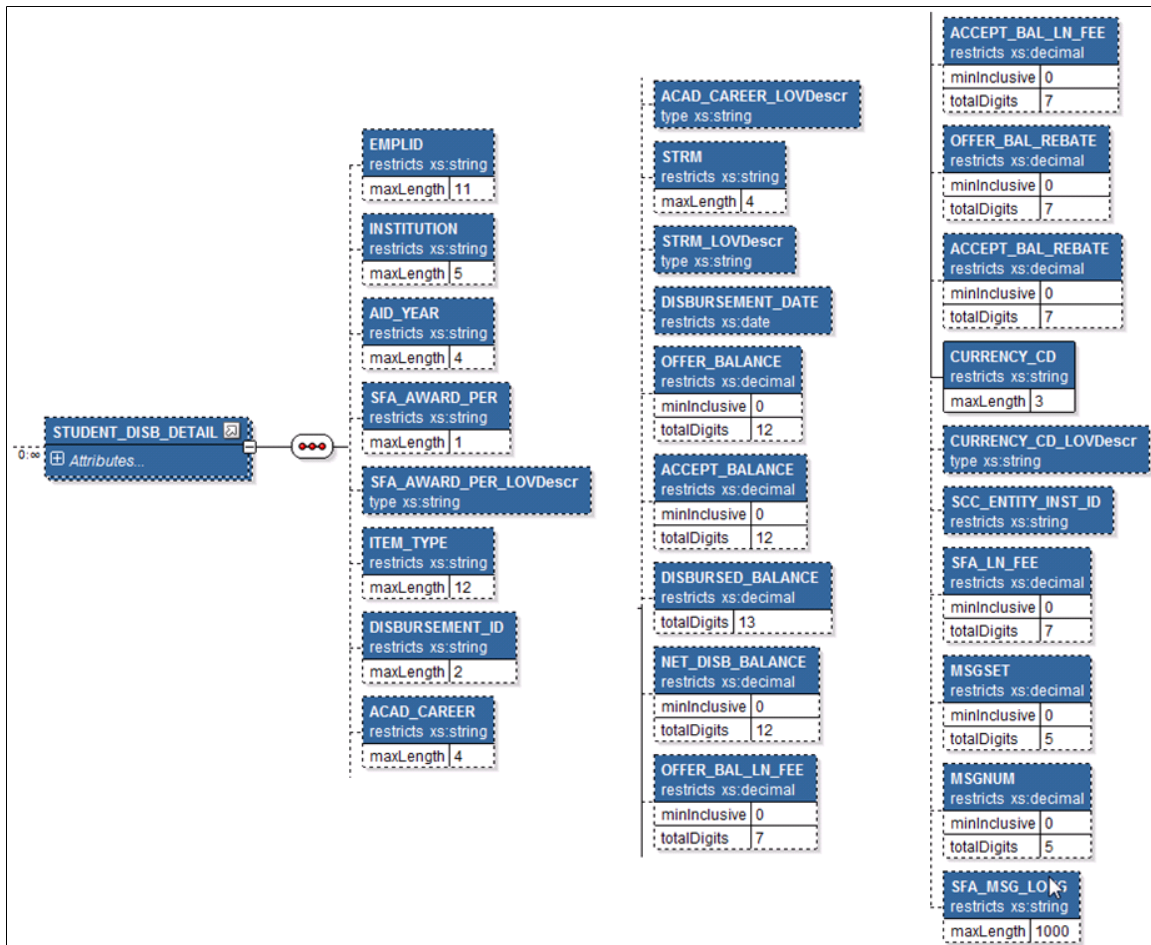 STUDENT_DISB_DETAIL
Attributes...
0:∞
EMPLID
restricts xs:string
maxLength 11
INSTITUTION
restricts xs:string
maxLength 5
AID_YEAR
restricts xs:string
maxLength 4
SFA_AWARD_PER
restricts xs:string
maxLength 1
SFA_AWARD_PER_LOVDescr
type xs:string
ITEM_TYPE
restricts xs:string
maxLength 12
DISBURSEMENT_ID
restricts xs:string
maxLength 2
ACAD_CAREER
restricts xs:string
maxLength 4
ACAD_CAREER_LOVDescr
type xs:string
STRM
restricts xs:string
maxLength 4
STRM_LOVDescr
type xs:string
DISBURSEMENT_DATE
restricts xs:date
OFFER_BALANCE
restricts xs:decimal
minInclusive 0
totalDigits 12
ACCEPT_BALANCE
restricts xs:decimal
minInclusive 0
totalDigits 12
DISBURSED_BALANCE
restricts xs:decimal
totalDigits 13
NET_DISB_BALANCE
restricts xs:decimal
minInclusive 0
totalDigits 12
OFFER_BAL_LN_FEE
restricts xs:decimal
minInclusive 0
totalDigits 7
ACCEPT_BAL_LN_FEE
restricts xs:decimal
minInclusive 0
totalDigits 7
OFFER_BAL_REBATE
restricts xs:decimal
minInclusive 0
totalDigits 7
ACCEPT_BAL_REBATE
restricts xs:decimal
minInclusive 0
totalDigits 7
CURRENCY_CD
restricts xs:string
maxLength 3
CURRENCY_CD_LOVDescr
type xs:string
SCC_ENTITY_INST_ID
restricts xs:string
SFA_LN_FEE
restricts xs:decimal
minInclusive 0
totalDigits 7
MSGSET
restricts xs:decimal
minInclusive 0
totalDigits 5
MSGNUM
restricts xs:decimal
minInclusive 0
totalDigits 5
SFA_MSG_LONG
restricts xs:string
maxLength 1000